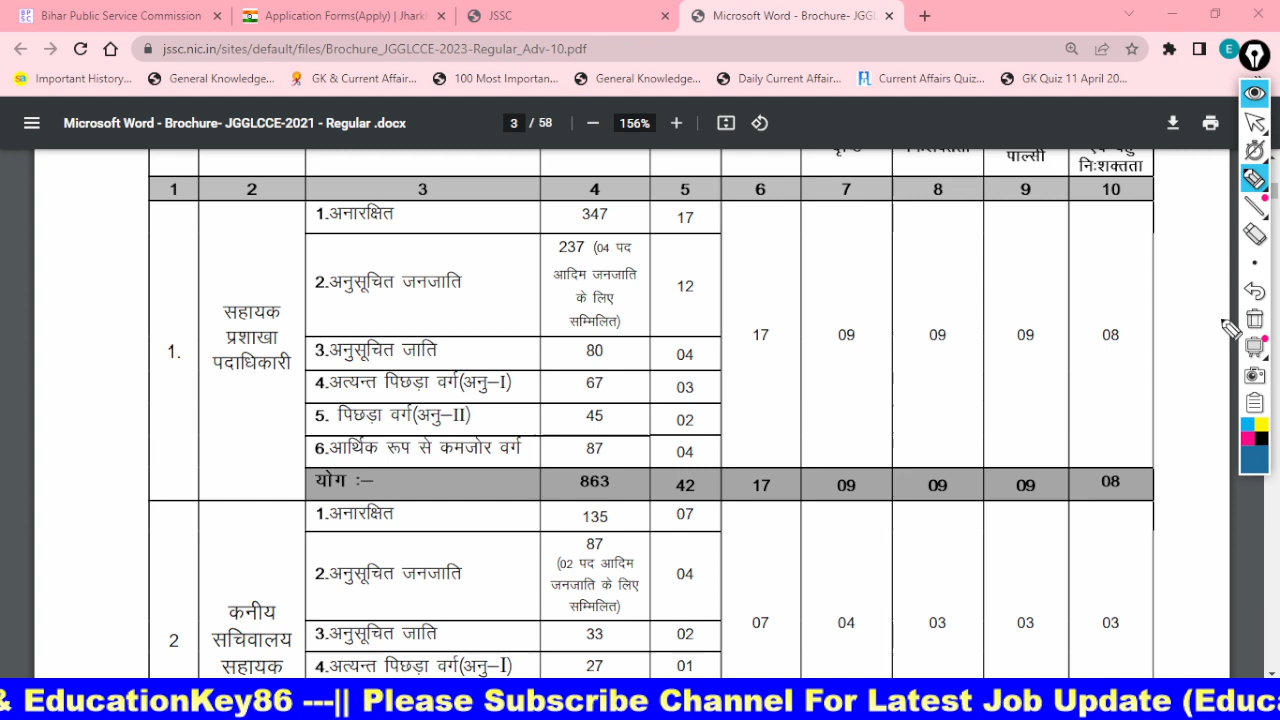 Bihar Public Service Commission
Application Forms(Apply) | Jhark
JSSC
Microsoft Word - Brochure- JGGL
jssc.nic.in/sites/default/files/Brochure_JGGLCCE-2023-Regular_Adv-10.pdf
E
Important History...
General Knowledge...
GK & Current Affair...
100 Most Importan...
General Knowledge...
Daily Current Affair...
Current Affairs Quiz...
GK Quiz 11 April 20...
Microsoft Word - Brochure- JGGLCCE-2021 - Regular .docx
3 / 58
156%
पाल्सी
निःशक्तता
1 2 3 4 5 6 7 8 9 10
1.
सहायक
प्रशाखा
पदाधिकारी
1.अनारक्षित 347 17
2.अनुसूचित जनजाति
237 (04 पद
आदिम जनजाति
के लिए
सम्मिलित)
12
3.अनुसूचित जाति 80 04
4.अत्यन्त पिछड़ा वर्ग(अनु–I) 67 03
5. पिछड़ा वर्ग(अनु–II) 45 02
6.आर्थिक रूप से कमजोर वर्ग 87 04
17 09 09 09 08
योग :– 863 42 17 09 09 09 08
2
कनीय
सचिवालय
सहायक
1.अनारक्षित 135 07
2.अनुसूचित जनजाति
87
(02 पद आदिम
जनजाति के लिए
सम्मिलित)
04
3.अनुसूचित जाति 33 02
4.अत्यन्त पिछड़ा वर्ग(अनु–I) 27 01
07 04 03 03 03
& EducationKey86 ---|| Please Subscribe Channel For Latest Job Update (Educa